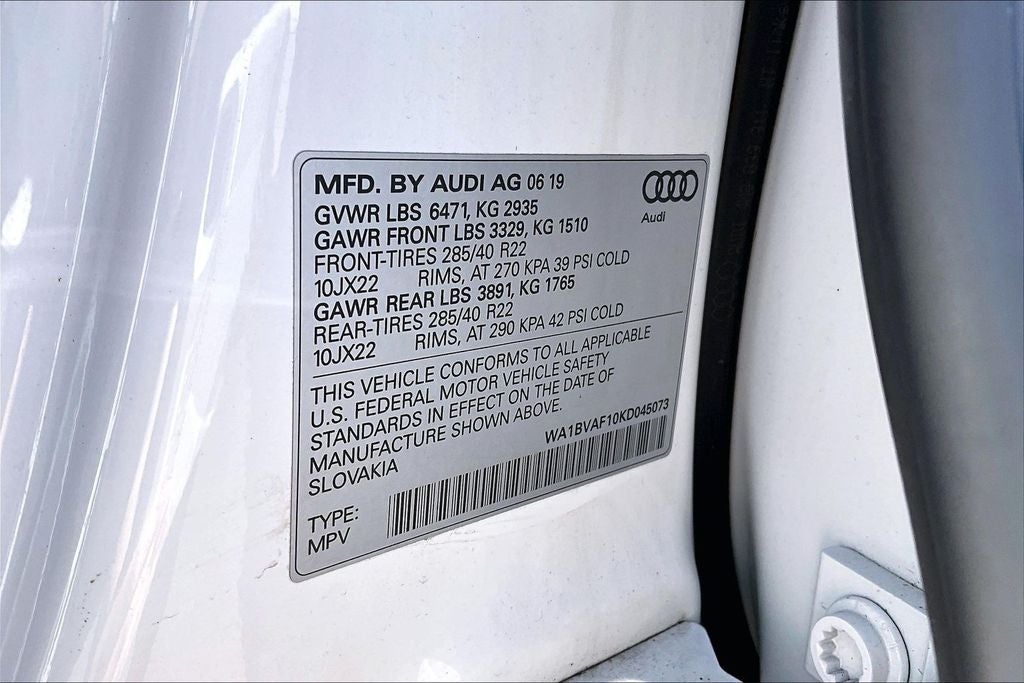 MFD. BY AUDI AG 06 19
Audi
GVWR LBS 6471, KG 2935
GAWR FRONT LBS 3329, KG 1510
FRONT-TIRES 285/40 R22
10JX22 RIMS, AT 270 KPA 39 PSI COLD
GAWR REAR LBS 3891, KG 1765
REAR-TIRES 285/40 R22
10JX22 RIMS, AT 290 KPA 42 PSI COLD
THIS VEHICLE CONFORMS TO ALL APPLICABLE
U.S. FEDERAL MOTOR VEHICLE SAFETY
STANDARDS IN EFFECT ON THE DATE OF
MANUFACTURE SHOWN ABOVE.
SLOVAKIA
WA1BVAF10KD045073
TYPE:
MPV